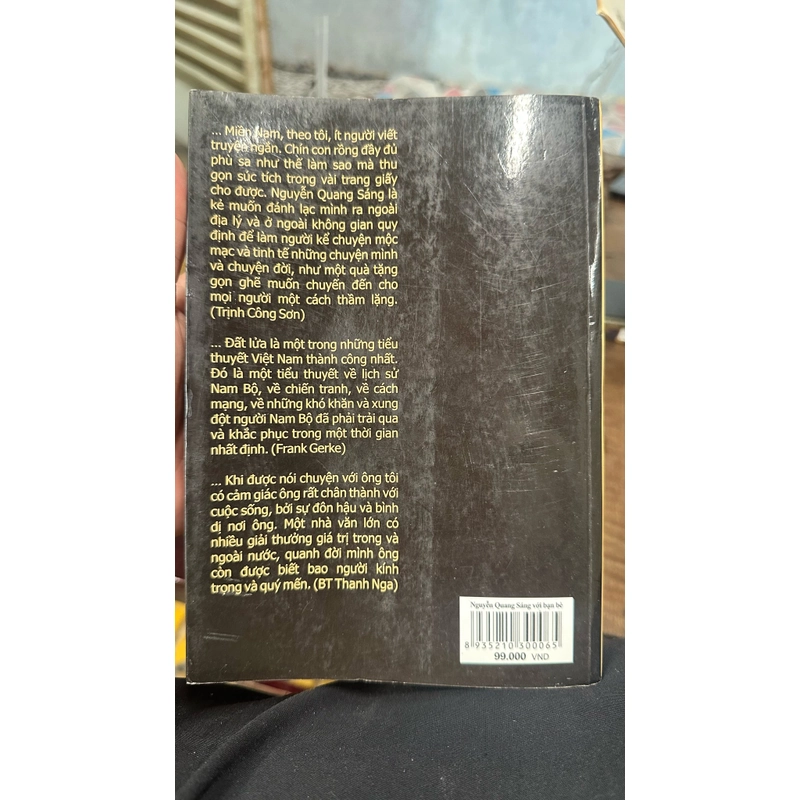 ... Miền Nam, theo tôi, ít người viết
truyện ngắn. Chín con rồng đầy đủ
phù sa như thế làm sao mà thu
gọn súc tích trong vài trang giấy
cho được. Nguyễn Quang Sáng là
kẻ muốn đánh lạc mình ra ngoài
địa lý và ở ngoài không gian quy
định để làm người kể chuyện mộc
mạc và tinh tế những chuyện mình
và chuyện đời, như một quà tặng
gọn ghẽ muốn chuyển đến cho
mọi người một cách thầm lặng.
(Trịnh Công Sơn)
... Đất lửa là một trong những tiểu
thuyết Việt Nam thành công nhất.
Đó là một tiểu thuyết về lịch sử
Nam Bộ, về chiến tranh, về cách
mạng, về những khó khăn và xung
đột người Nam Bộ đã phải trải qua
và khắc phục trong một thời gian
nhất định. (Frank Gerke)
... Khi được nói chuyện với ông tôi
có cảm giác ông rất chân thành với
cuộc sống, bởi sự đôn hậu và bình
dị nơi ông. Một nhà văn lớn có
nhiều giải thưởng giá trị trong và
ngoài nước, quanh đời mình ông
còn được biết bao người kính
trọng và quý mến. (BT Thanh Nga)
Nguyễn Quang Sáng với bạn bè
8 935210 300065
99.000 VND